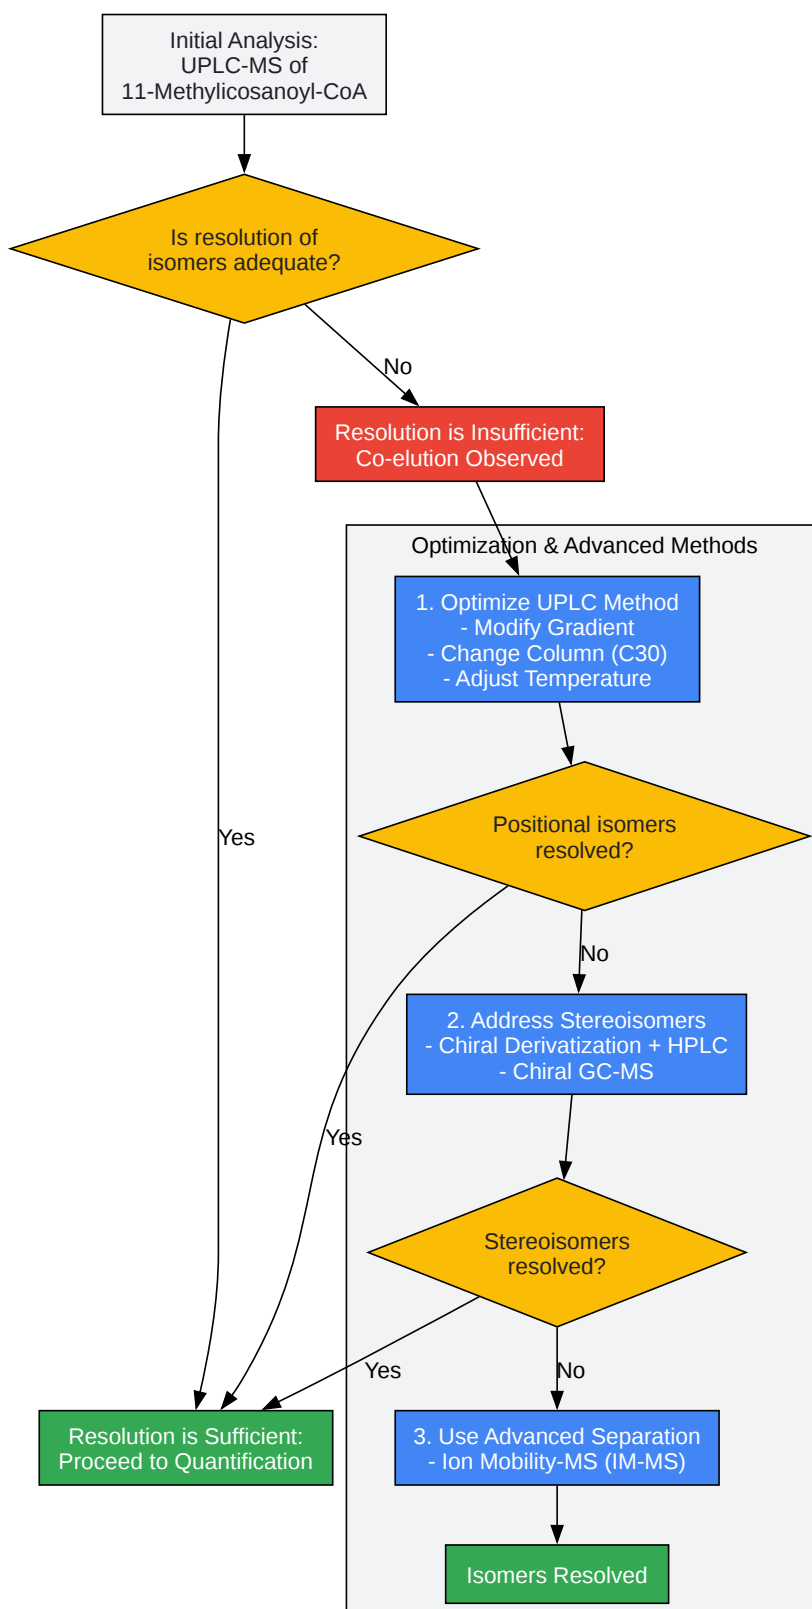 Initial Analysis:
UPLC-MS of
11-Methylicosanoyl-CoA
Is resolution of
isomers adequate?
No
Resolution is Insufficient:
Co-elution Observed
Optimization & Advanced Methods
1. Optimize UPLC Method
- Modify Gradient
- Change Column (C30)
- Adjust Temperature
Yes
Positional isomers
resolved?
No
2. Address Stereoisomers
- Chiral Derivatization + HPLC
- Chiral GC-MS
Yes
Stereoisomers
resolved?
Yes
No
Resolution is Sufficient:
Proceed to Quantification
3. Use Advanced Separation
- Ion Mobility-MS (IM-MS)
Isomers Resolved